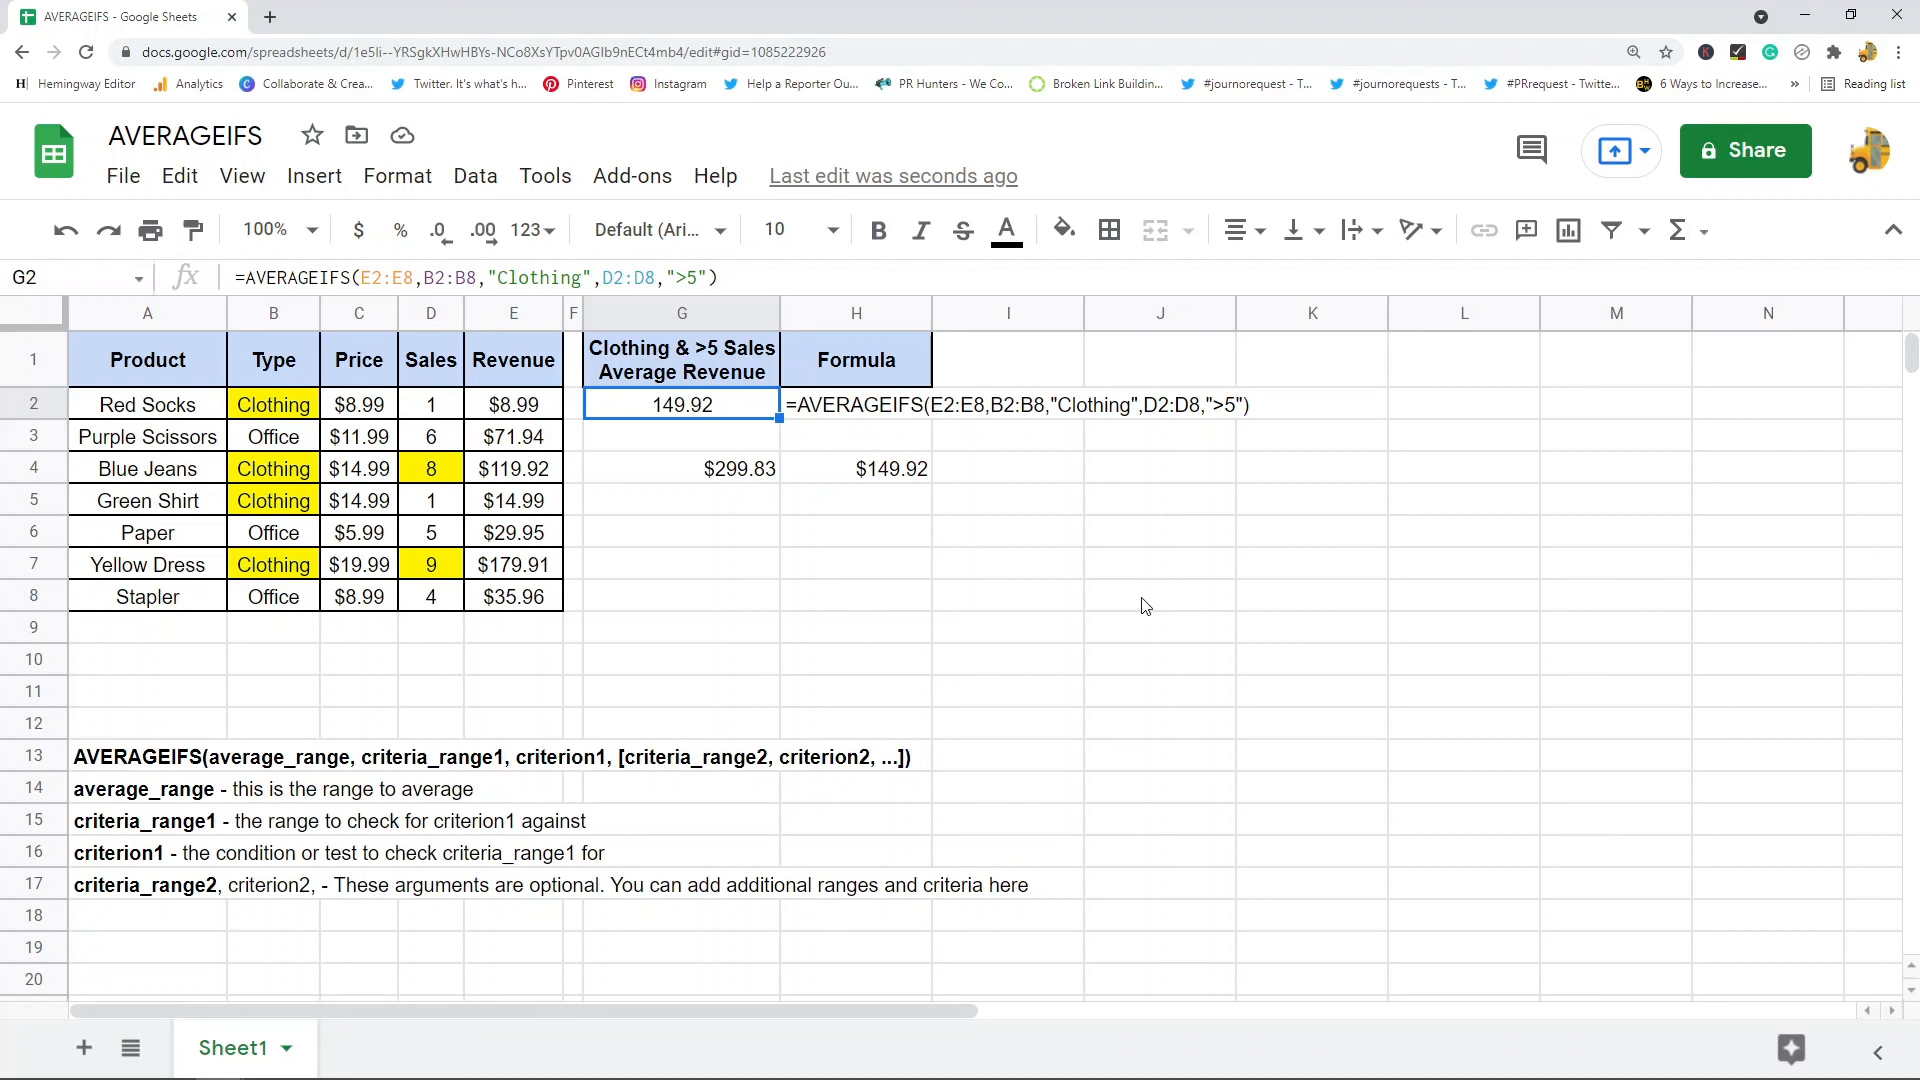 AVERAGEIFS - Google Sheets
docs.google.com/spreadsheets/d/1e5li--YRSgkXHwHBYs-NCo8XsYTpv0AGlb9nECt4mb4/edit#gid=1085222926
Hemingway Editor Analytics Collaborate & Crea... Twitter. It's what's h... Pinterest Instagram Help a Reporter Ou... PR Hunters - We Co... Broken Link Buildin... #journorequest - T... #journorequests - T... #PRrequest - Twitte... 6 Ways to Increase... » Reading list
AVERAGEIFS
Share
File Edit View Insert Format Data Tools Add-ons Help Last edit was seconds ago
100% $ % .0 .00 123 Default (Ari... 10 B I S A Σ
G2 fx =AVERAGEIFS(E2:E8,B2:B8,"Clothing",D2:D8,">5")
A B C D E F G H I J K L M N
1 Product Type Price Sales Revenue Clothing & >5 Sales Average Revenue Formula
2 Red Socks Clothing $8.99 1 $8.99 149.92 =AVERAGEIFS(E2:E8,B2:B8,"Clothing",D2:D8,">5")
3 Purple Scissors Office $11.99 6 $71.94
4 Blue Jeans Clothing $14.99 8 $119.92 $299.83 $149.92
5 Green Shirt Clothing $14.99 1 $14.99
6 Paper Office $5.99 5 $29.95
7 Yellow Dress Clothing $19.99 9 $179.91
8 Stapler Office $8.99 4 $35.96
9
10
11
12
13 AVERAGEIFS(average_range, criteria_range1, criterion1, [criteria_range2, criterion2, ...])
14 average_range - this is the range to average
15 criteria_range1 - the range to check for criterion1 against
16 criterion1 - the condition or test to check criteria_range1 for
17 criteria_range2, criterion2, - These arguments are optional. You can add additional ranges and criteria here
18
19
20
Sheet1